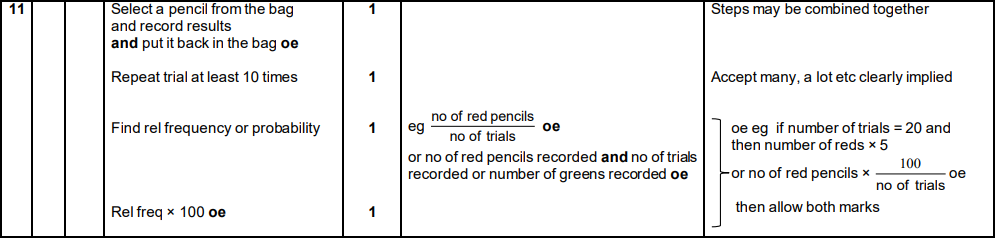 11
Select a pencil from the bag
and record results
and put it back in the bag oe
1
Steps may be combined together
Repeat trial at least 10 times
1
Accept many, a lot etc clearly implied
Find rel frequency or probability
1
eg no of red pencils / no of trials oe
or no of red pencils recorded and no of trials
recorded or number of greens recorded oe
oe eg if number of trials = 20 and
then number of reds × 5
or no of red pencils × 100 / no of trials oe
then allow both marks
Rel freq × 100 oe
1